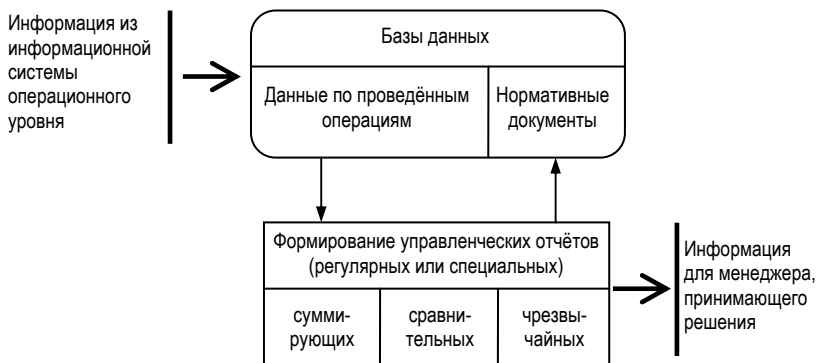 Информация из
информационной
системы
операционного
уровня
Базы данных
Данные по проведённым
операциям
Нормативные
документы
Формирование управленческих отчётов
(регулярных или специальных)
сумми-
рующих
сравни-
тельных
чрезвы-
чайных
Информация
для менеджера,
принимающего
решения